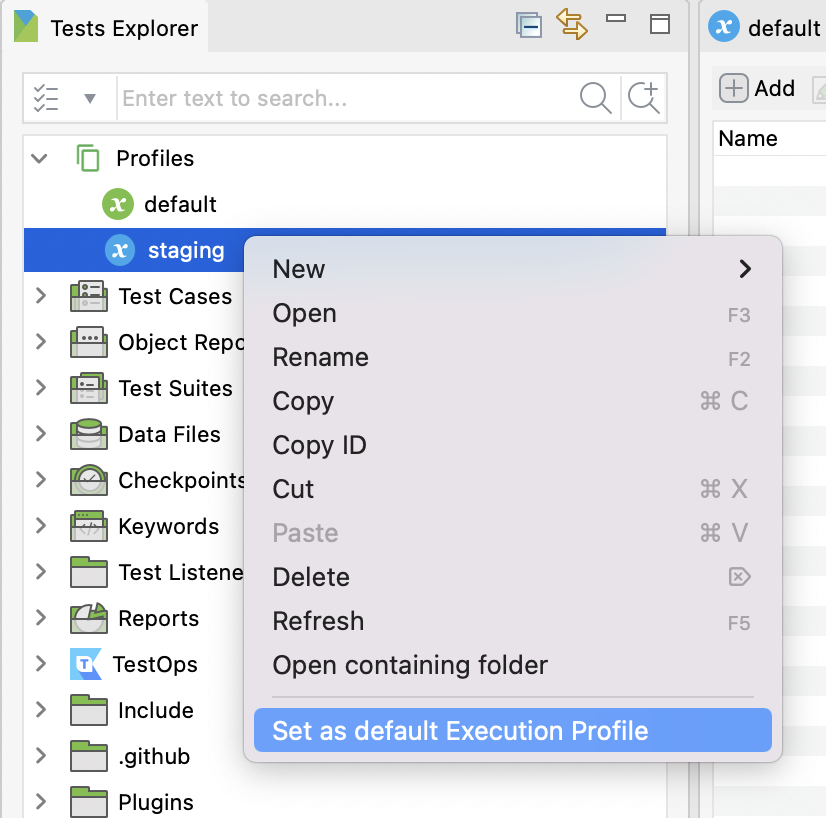 Tests Explorer
default
Enter text to search...
Add
Name
Profiles
default
staging
Test Cases
Object Repo
Test Suites
Data Files
Checkpoints
Keywords
Test Listene
Reports
TestOps
Include
.github
Plugins
New
Open F3
Rename F2
Copy ⌘ C
Copy ID
Cut ⌘ X
Paste ⌘ V
Delete
Refresh F5
Open containing folder
Set as default Execution Profile